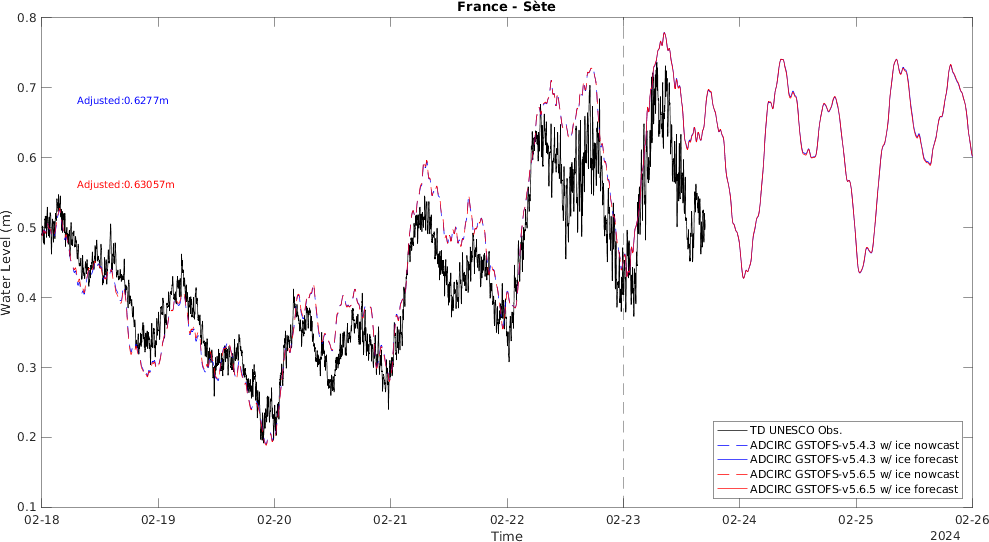 France - Sète
Water Level (m)
0.8
0.7
0.6
0.5
0.4
0.3
0.2
0.1
Adjusted:0.6277m
Adjusted:0.63057m
TD UNESCO Obs.
ADCIRC GSTOFS-v5.4.3 w/ ice nowcast
ADCIRC GSTOFS-v5.4.3 w/ ice forecast
ADCIRC GSTOFS-v5.6.5 w/ ice nowcast
ADCIRC GSTOFS-v5.6.5 w/ ice forecast
02-18 02-19 02-20 02-21 02-22 02-23 02-24 02-25 02-26
Time
2024